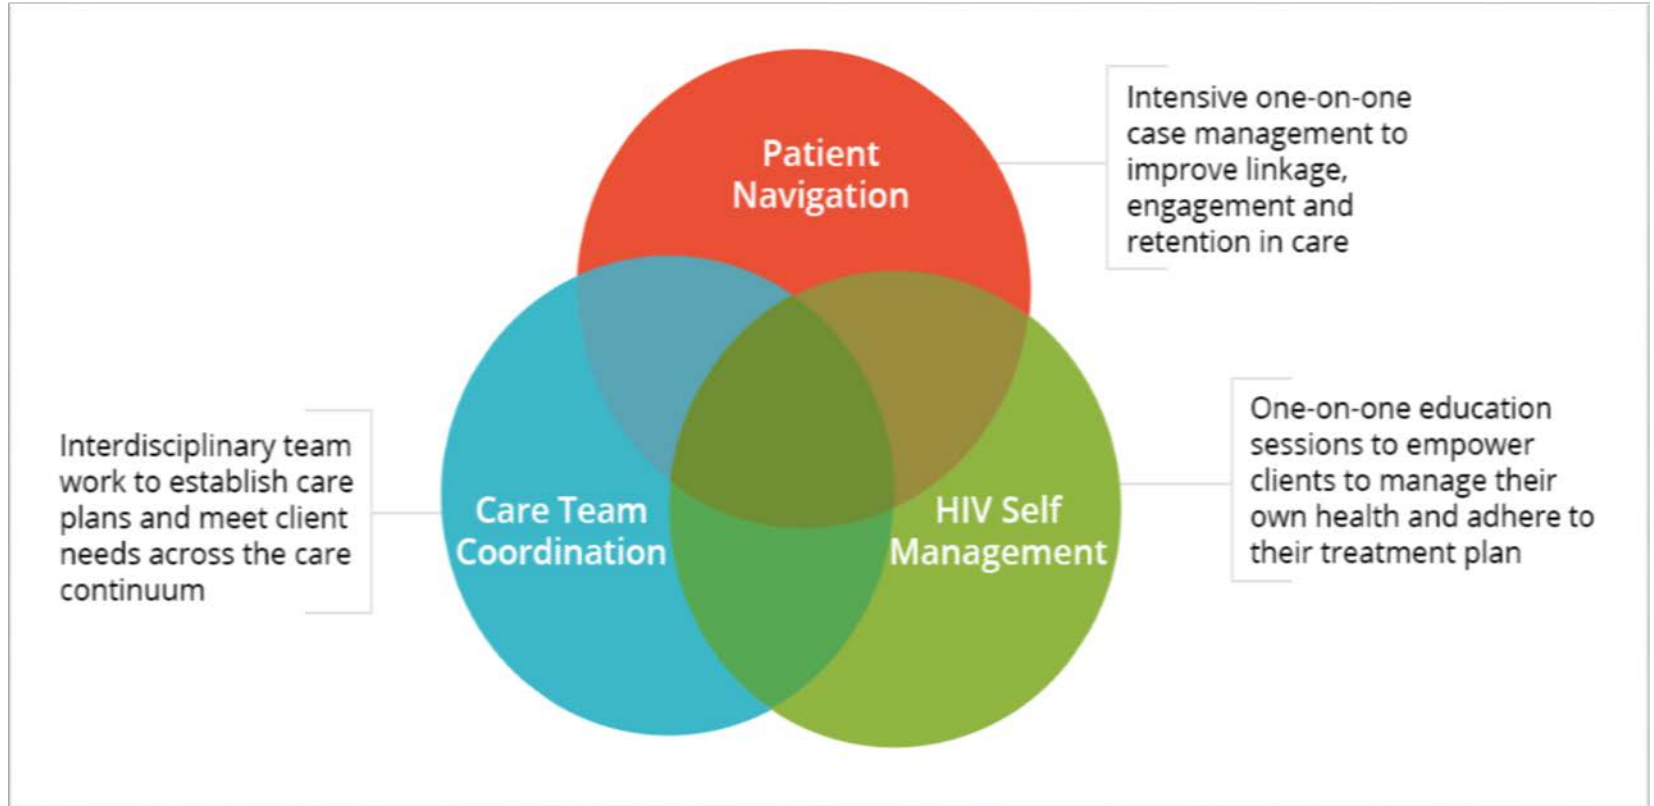 Patient
Navigation
Intensive one-on-one
case management to
improve linkage,
engagement and
retention in care
Interdisciplinary team
work to establish care
plans and meet client
needs across the care
continuum
Care Team
Coordination
HIV Self
Management
One-on-one education
sessions to empower
clients to manage their
own health and adhere to
their treatment plan